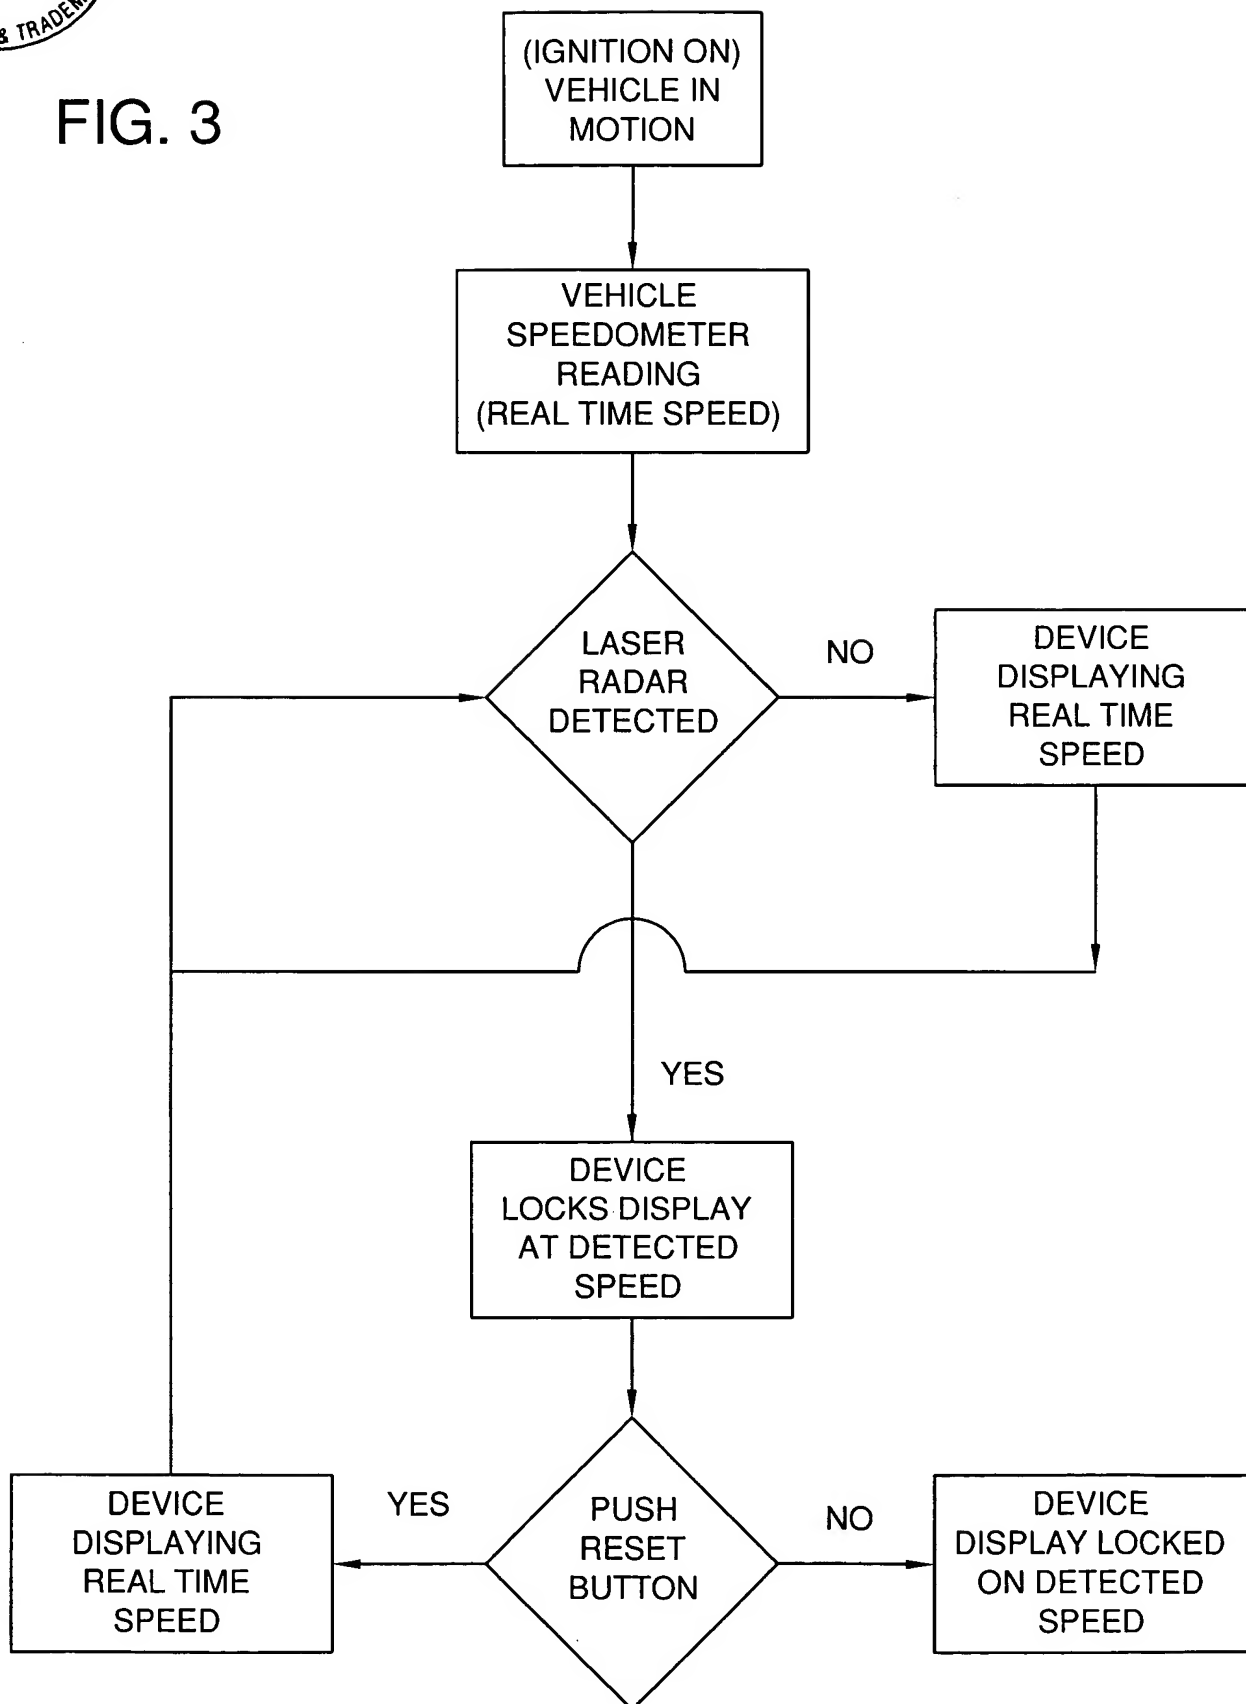 & TRADEM
FIG. 3
(IGNITION ON)
VEHICLE IN
MOTION
VEHICLE
SPEEDOMETER
READING
(REAL TIME SPEED)
LASER
RADAR
DETECTED
NO
DEVICE
DISPLAYING
REAL TIME
SPEED
YES
DEVICE
LOCKS DISPLAY
AT DETECTED
SPEED
DEVICE
DISPLAYING
REAL TIME
SPEED
YES
PUSH
RESET
BUTTON
NO
DEVICE
DISPLAY LOCKED
ON DETECTED
SPEED